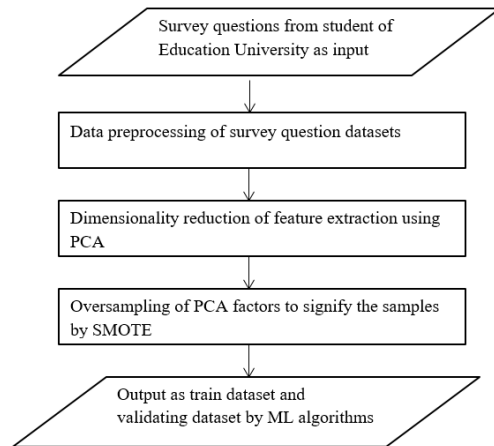 Survey questions from student of
Education University as input
Data preprocessing of survey question datasets
Dimensionality reduction of feature extraction using
PCA
Oversampling of PCA factors to signify the samples
by SMOTE
Output as train dataset and
validating dataset by ML algorithms